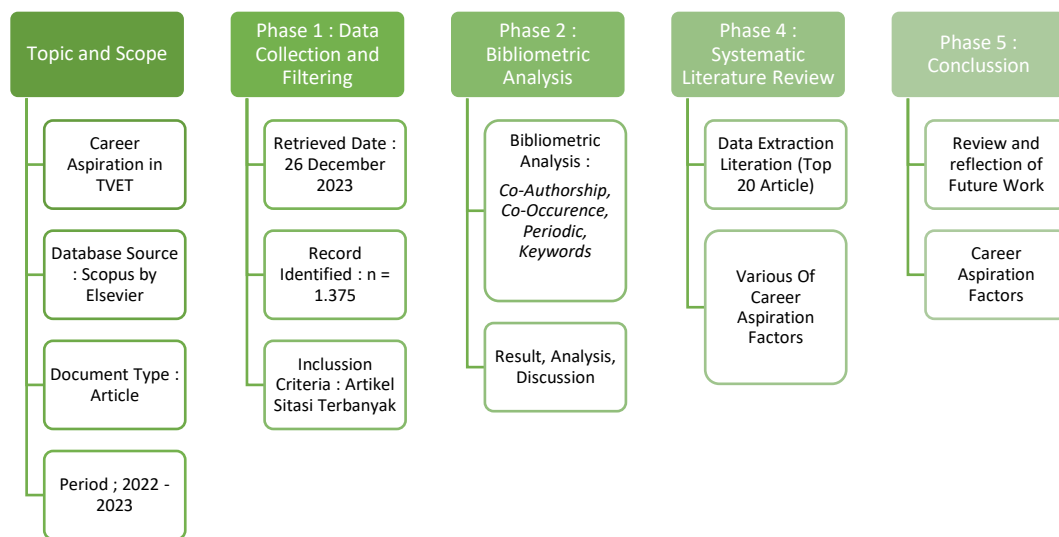 Topic and Scope
Career
Aspiration in
TVET
Database Source
: Scopus by
Elsevier
Document Type :
Article
Period ; 2022 -
2023
Phase 1 : Data
Collection and
Filtering
Retrieved Date :
26 December
2023
Record
Identified : n =
1.375
Inclussion
Criteria : Artikel
Sitasi Terbanyak
Phase 2 :
Bibliometric
Analysis
Bibliometric
Analysis :
Co-Authorship,
Co-Occurence,
Periodic,
Keywords
Result, Analysis,
Discussion
Phase 4 :
Systematic
Literature Review
Data Extraction
Literation (Top
20 Article)
Various Of
Career
Aspiration
Factors
Phase 5 :
Conclussion
Review and
reflection of
Future Work
Career
Aspiration
Factors